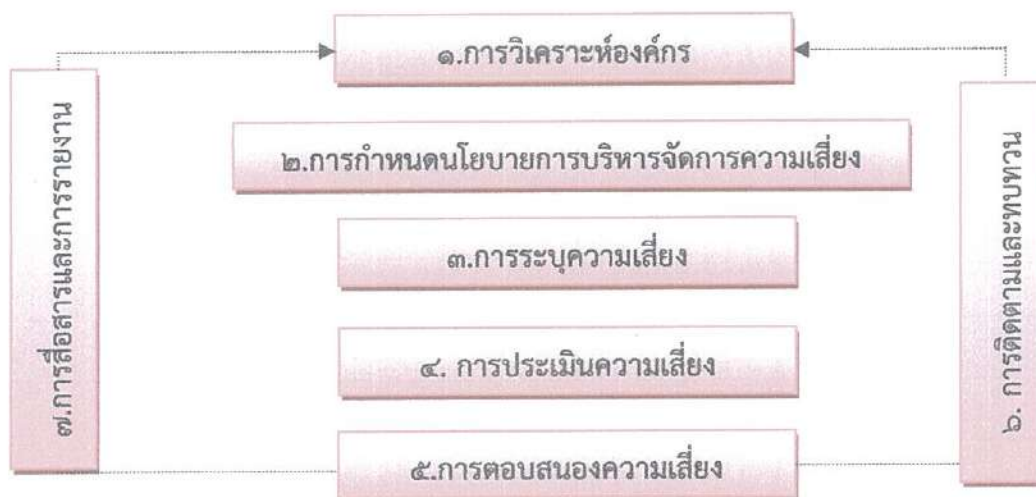 ๑.การวิเคราะห์องค์กร
๒.การกำหนดนโยบายการบริหารจัดการความเสี่ยง
๓.การระบุความเสี่ยง
๔. การประเมินความเสี่ยง
๕.การตอบสนองความเสี่ยง
๖. การติดตามและทบทวน
๗.การสื่อสารและการรายงาน